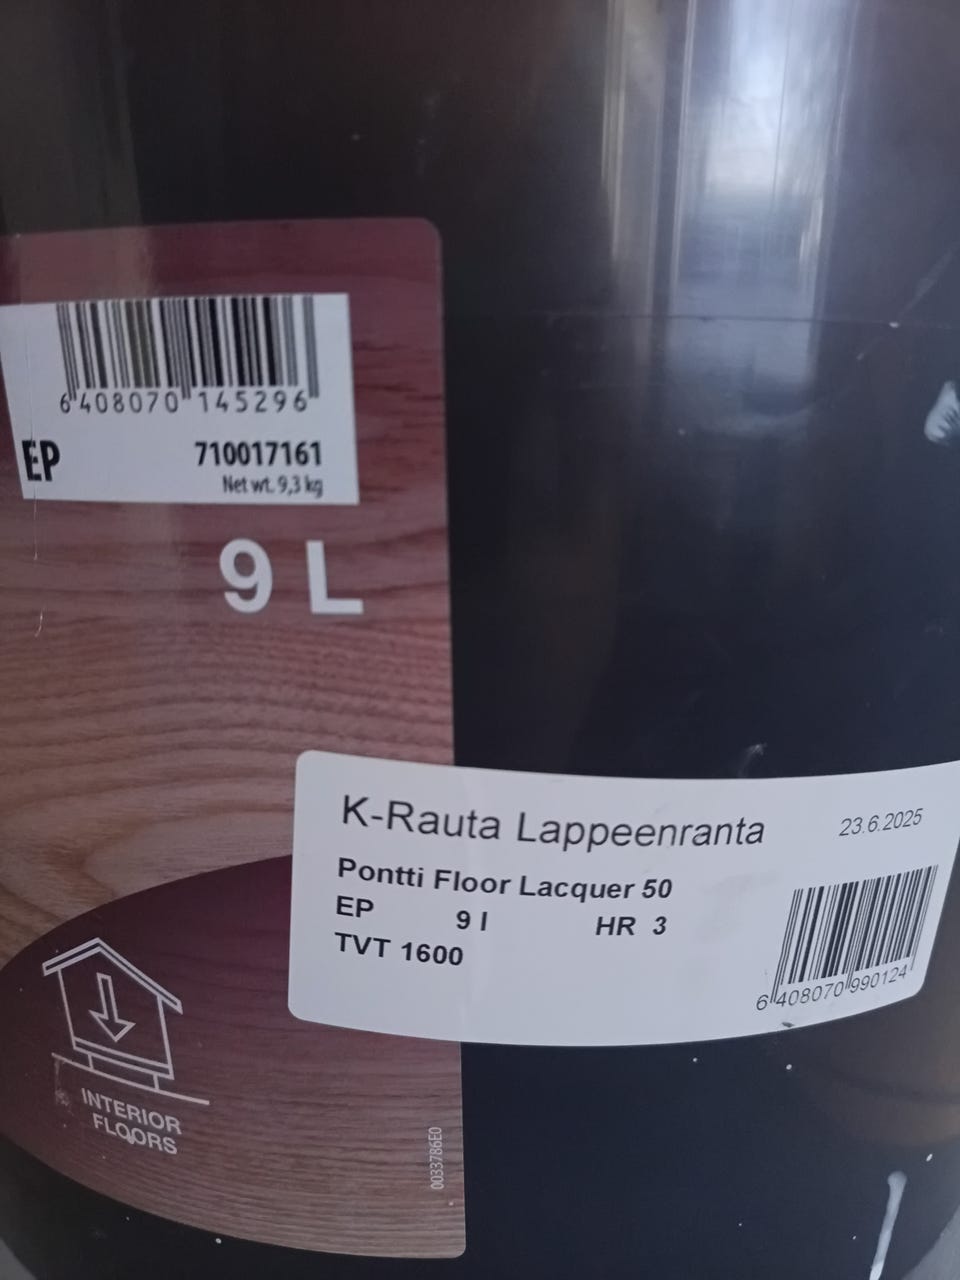 6 408070 145296
EP 710017161
Net wt. 9,3 kg
9 L
K-Rauta Lappeenranta 23.6.2025
Pontti Floor Lacquer 50
EP 9 l HR 3
TVT 1600
6 408070 990124
INTERIOR
FLOORS
0033786E0